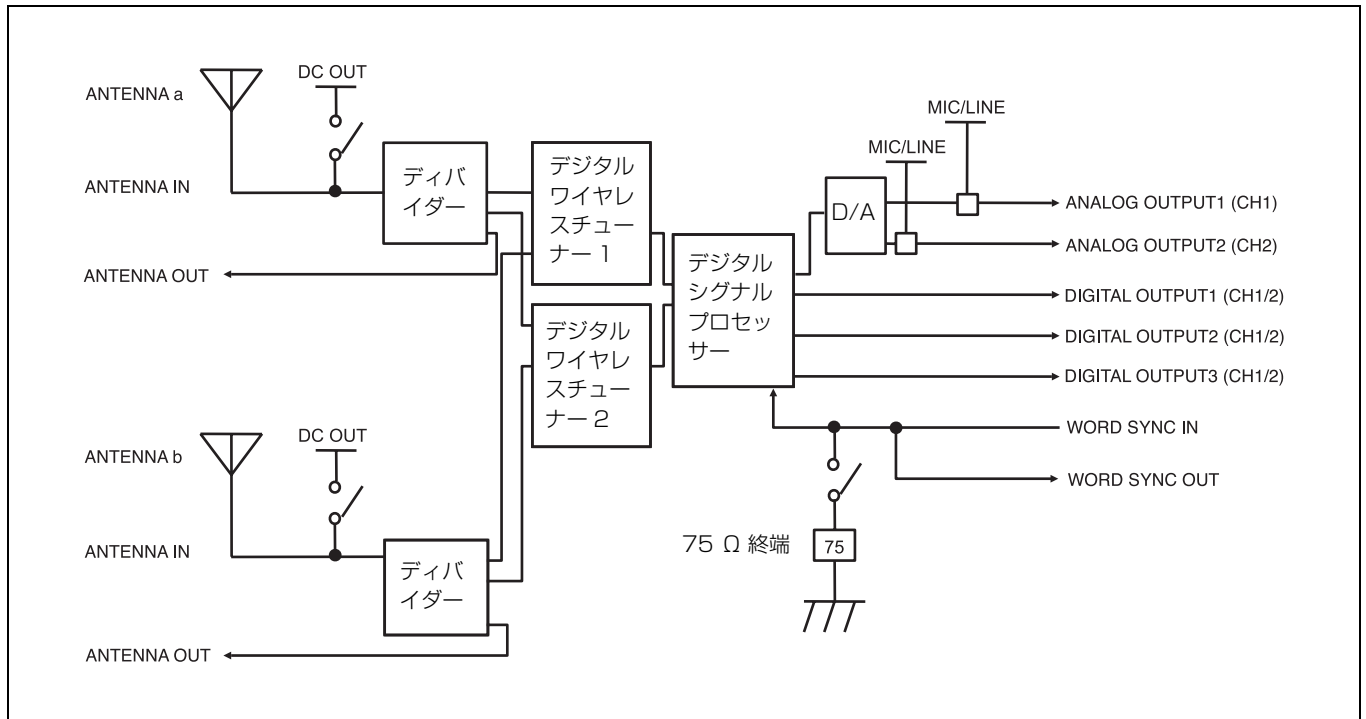 ANTENNA a
DC OUT
ANTENNA IN
ディバ
イダー
ANTENNA OUT
デジタル
ワイヤレ
スチュー
ナー 1
デジタル
ワイヤレ
スチュー
ナー 2
デジタル
シグナル
プロセッ
サー
D/A
MIC/LINE
MIC/LINE
ANALOG OUTPUT1 (CH1)
ANALOG OUTPUT2 (CH2)
DIGITAL OUTPUT1 (CH1/2)
DIGITAL OUTPUT2 (CH1/2)
DIGITAL OUTPUT3 (CH1/2)
WORD SYNC IN
WORD SYNC OUT
75 Ω 終端
75
ANTENNA b
DC OUT
ANTENNA IN
ディバ
イダー
ANTENNA OUT